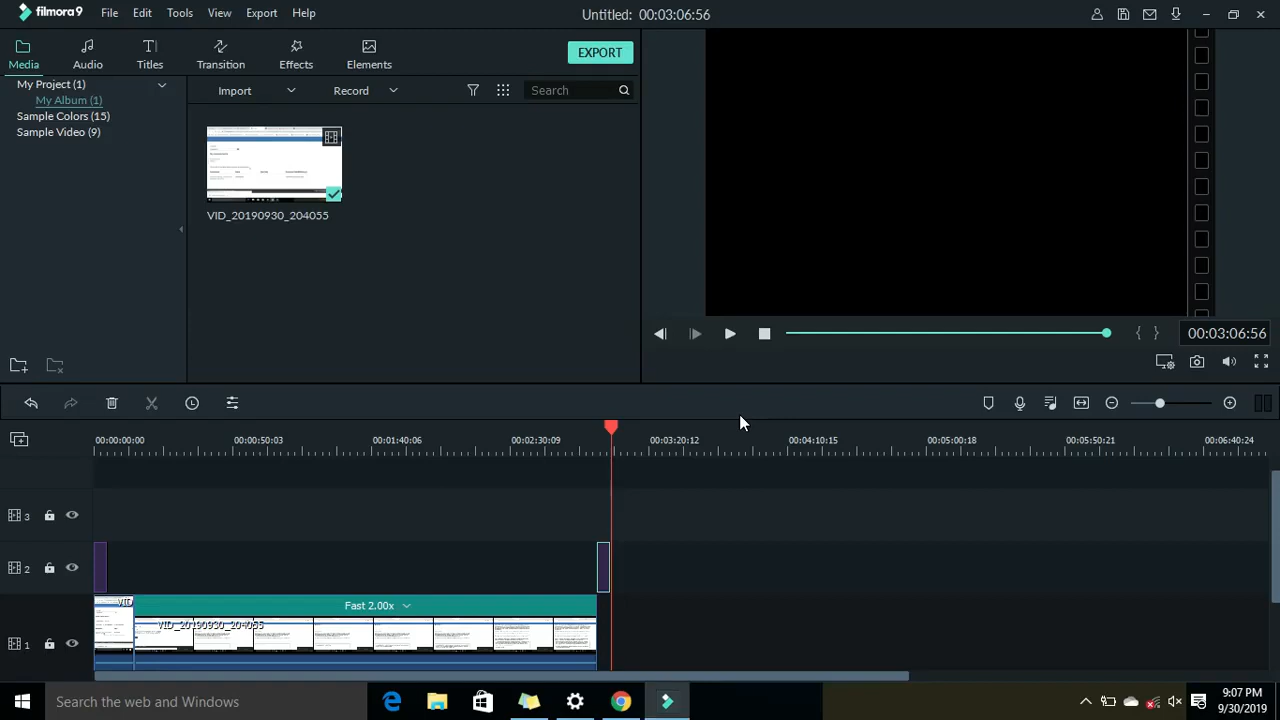 filmora9 File Edit Tools View Export Help Untitled: 00:03:06:56
Media Audio Titles Transition Effects Elements EXPORT
My Project (1) Import Record Search
My Album (1)
Colors (15)
Video (9)
VID_20190930_204055
00:03:06:56
00:00:00:00 00:00:50:03 00:01:40:06 00:02:30:09 00:03:20:12 00:04:10:15 00:05:00:18 00:05:50:21 00:06:40:24
3
2
VID Fast 2.00x
VID_20190930_204055
Search the web and Windows 9:07 PM
9/30/2019